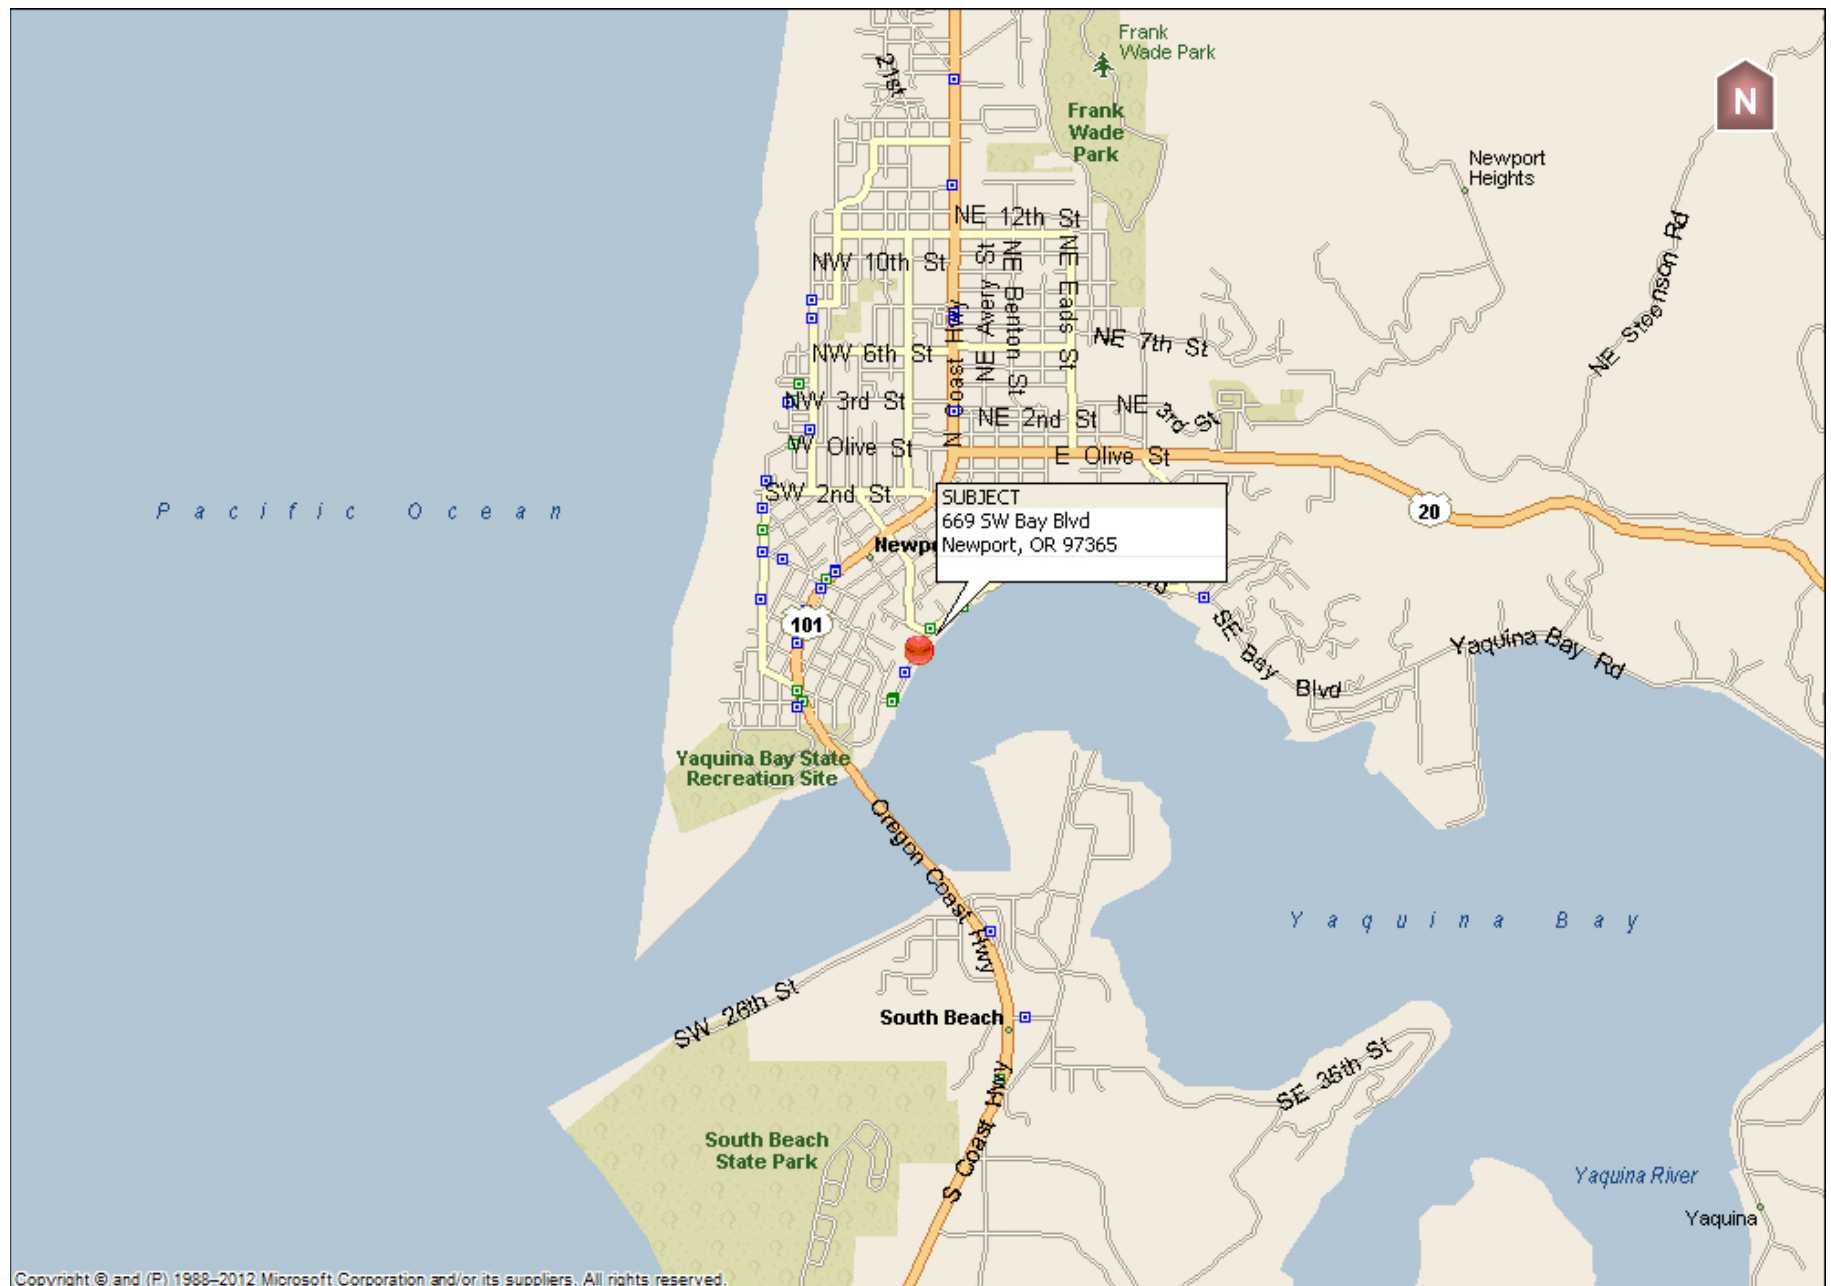 Frank
Wade Park
21st
N
Frank
Wade
Park
Newport
Heights
NE 12th St
NE Steenson Rd
NW 10th St
NE Avery St
NE Benton St
NE Eads St
N Coast Hwy
NE 7th St
NW 6th St
NW 3rd St
NE 2nd St
NE 3rd St
W Olive St
E Olive St
SW 2nd St
SUBJECT
669 SW Bay Blvd
Newport, OR 97365
20
Pacific Ocean
101
SE Bay Blvd
Yaquina Bay Rd
Yaquina Bay State
Recreation Site
Oregon Coast Hwy
Yaquina Bay
SW 26th St
South Beach
SE 35th St
S Coast Hwy
South Beach
State Park
Yaquina River
Yaquina
Copyright © and (P) 1988–2012 Microsoft Corporation and/or its suppliers. All rights reserved.